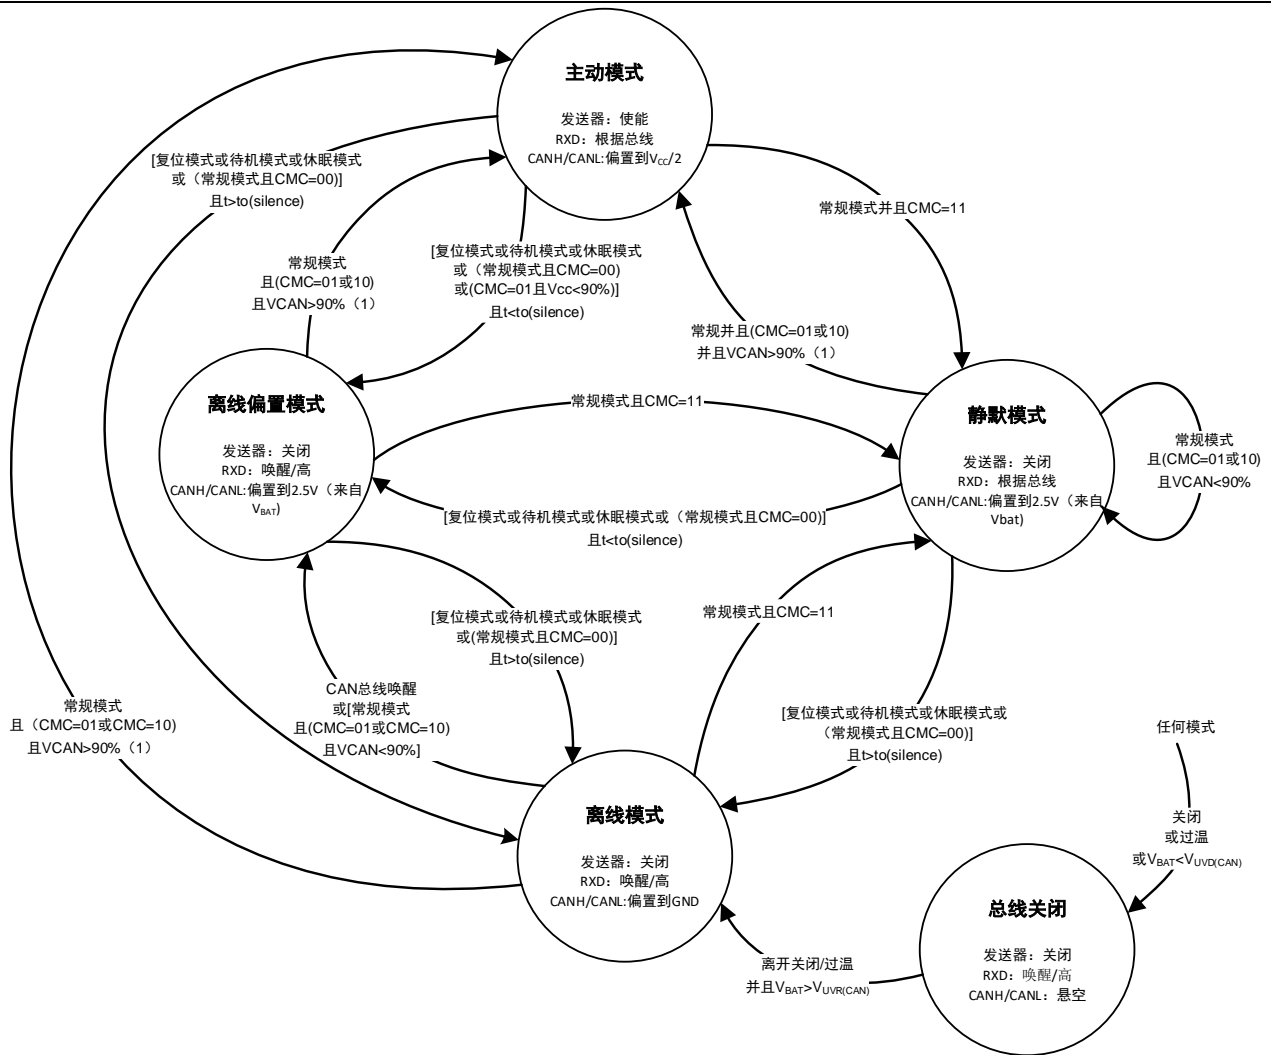 主动模式
发送器：使能
RXD：根据总线
CANH/CANL:偏置到VCC/2
[复位模式或待机模式或休眠模式
或（常规模式且CMC=00)]
且t>to(silence)
常规模式并且CMC=11
常规模式
且(CMC=01或10)
且VCAN>90%（1）
[复位模式或待机模式或休眠模式
或（常规模式且CMC=00)
或(CMC=01且Vcc<90%)]
且t<to(silence)
常规并且(CMC=01或10)
并且VCAN>90%（1）
离线偏置模式
发送器：关闭
RXD：唤醒/高
CANH/CANL:偏置到2.5V（来自
VBAT)
常规模式且CMC=11
静默模式
发送器：关闭
RXD：根据总线
CANH/CANL:偏置到2.5V（来自
Vbat)
常规模式
且(CMC=01或10)
且VCAN<90%
[复位模式或待机模式或休眠模式或（常规模式且CMC=00)]
且t<to(silence)
[复位模式或待机模式或休眠模式
或(常规模式且CMC=00)]
且t>to(silence)
常规模式且CMC=11
CAN总线唤醒
或[常规模式
且(CMC=01或CMC=10)
且VCAN<90%]
常规模式
且（CMC=01或CMC=10)
且VCAN>90%（1）
[复位模式或待机模式或休眠模式或
（常规模式且CMC=00)]
且t>to(silence)
任何模式
关闭
或过温
或VBAT<VUVD(CAN)
离线模式
发送器：关闭
RXD：唤醒/高
CANH/CANL:偏置到GND
总线关闭
发送器：关闭
RXD：唤醒/高
CANH/CANL：悬空
离开关闭/过温
并且VBAT>VUVR(CAN)